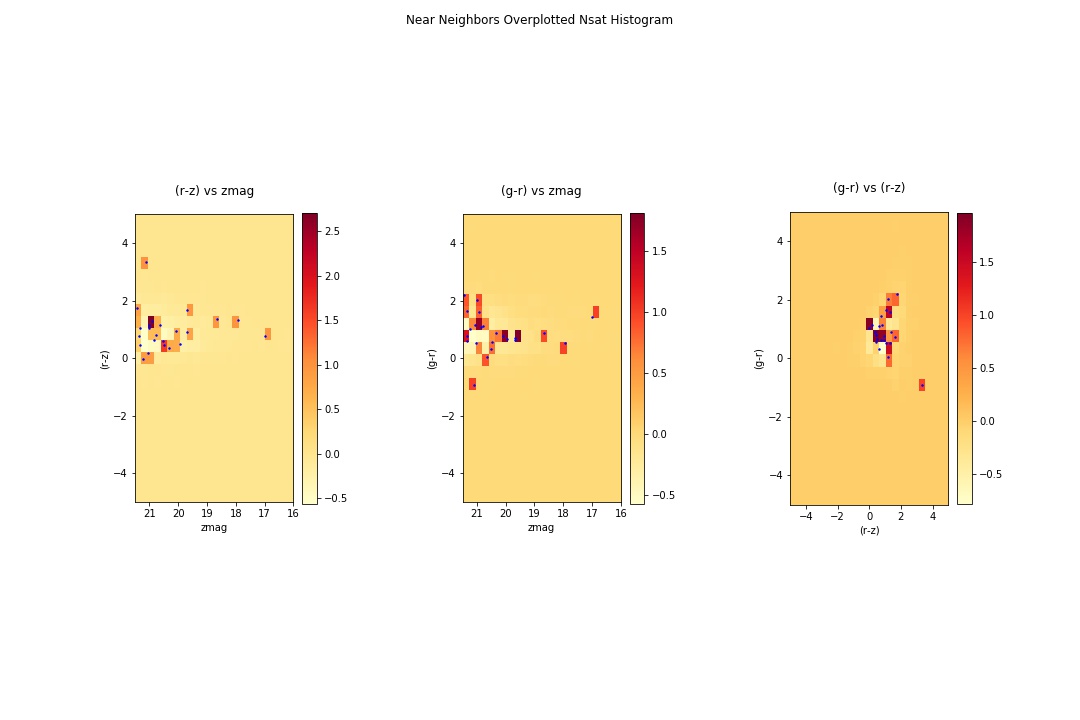 Near Neighbors Overplotted Nsat Histogram
(r-z) vs zmag
4
2
0
−2
−4
(r-z)
21 20 19 18 17 16
zmag
2.5
2.0
1.5
1.0
0.5
0.0
−0.5
(g-r) vs zmag
4
2
0
−2
−4
(g-r)
21 20 19 18 17 16
zmag
1.5
1.0
0.5
0.0
−0.5
(g-r) vs (r-z)
4
2
0
−2
−4
(g-r)
−4 −2 0 2 4
(r-z)
1.5
1.0
0.5
0.0
−0.5